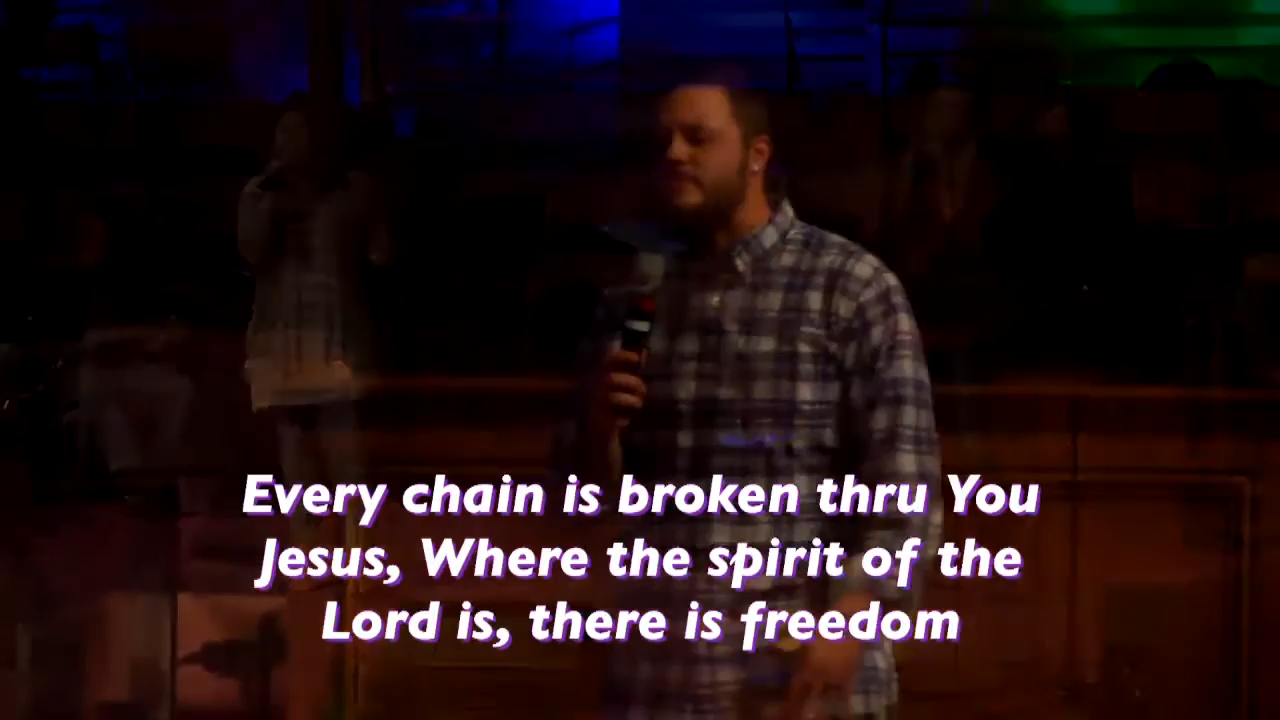 Every chain is broken thru You
Jesus, Where the spirit of the
Lord is, there is freedom